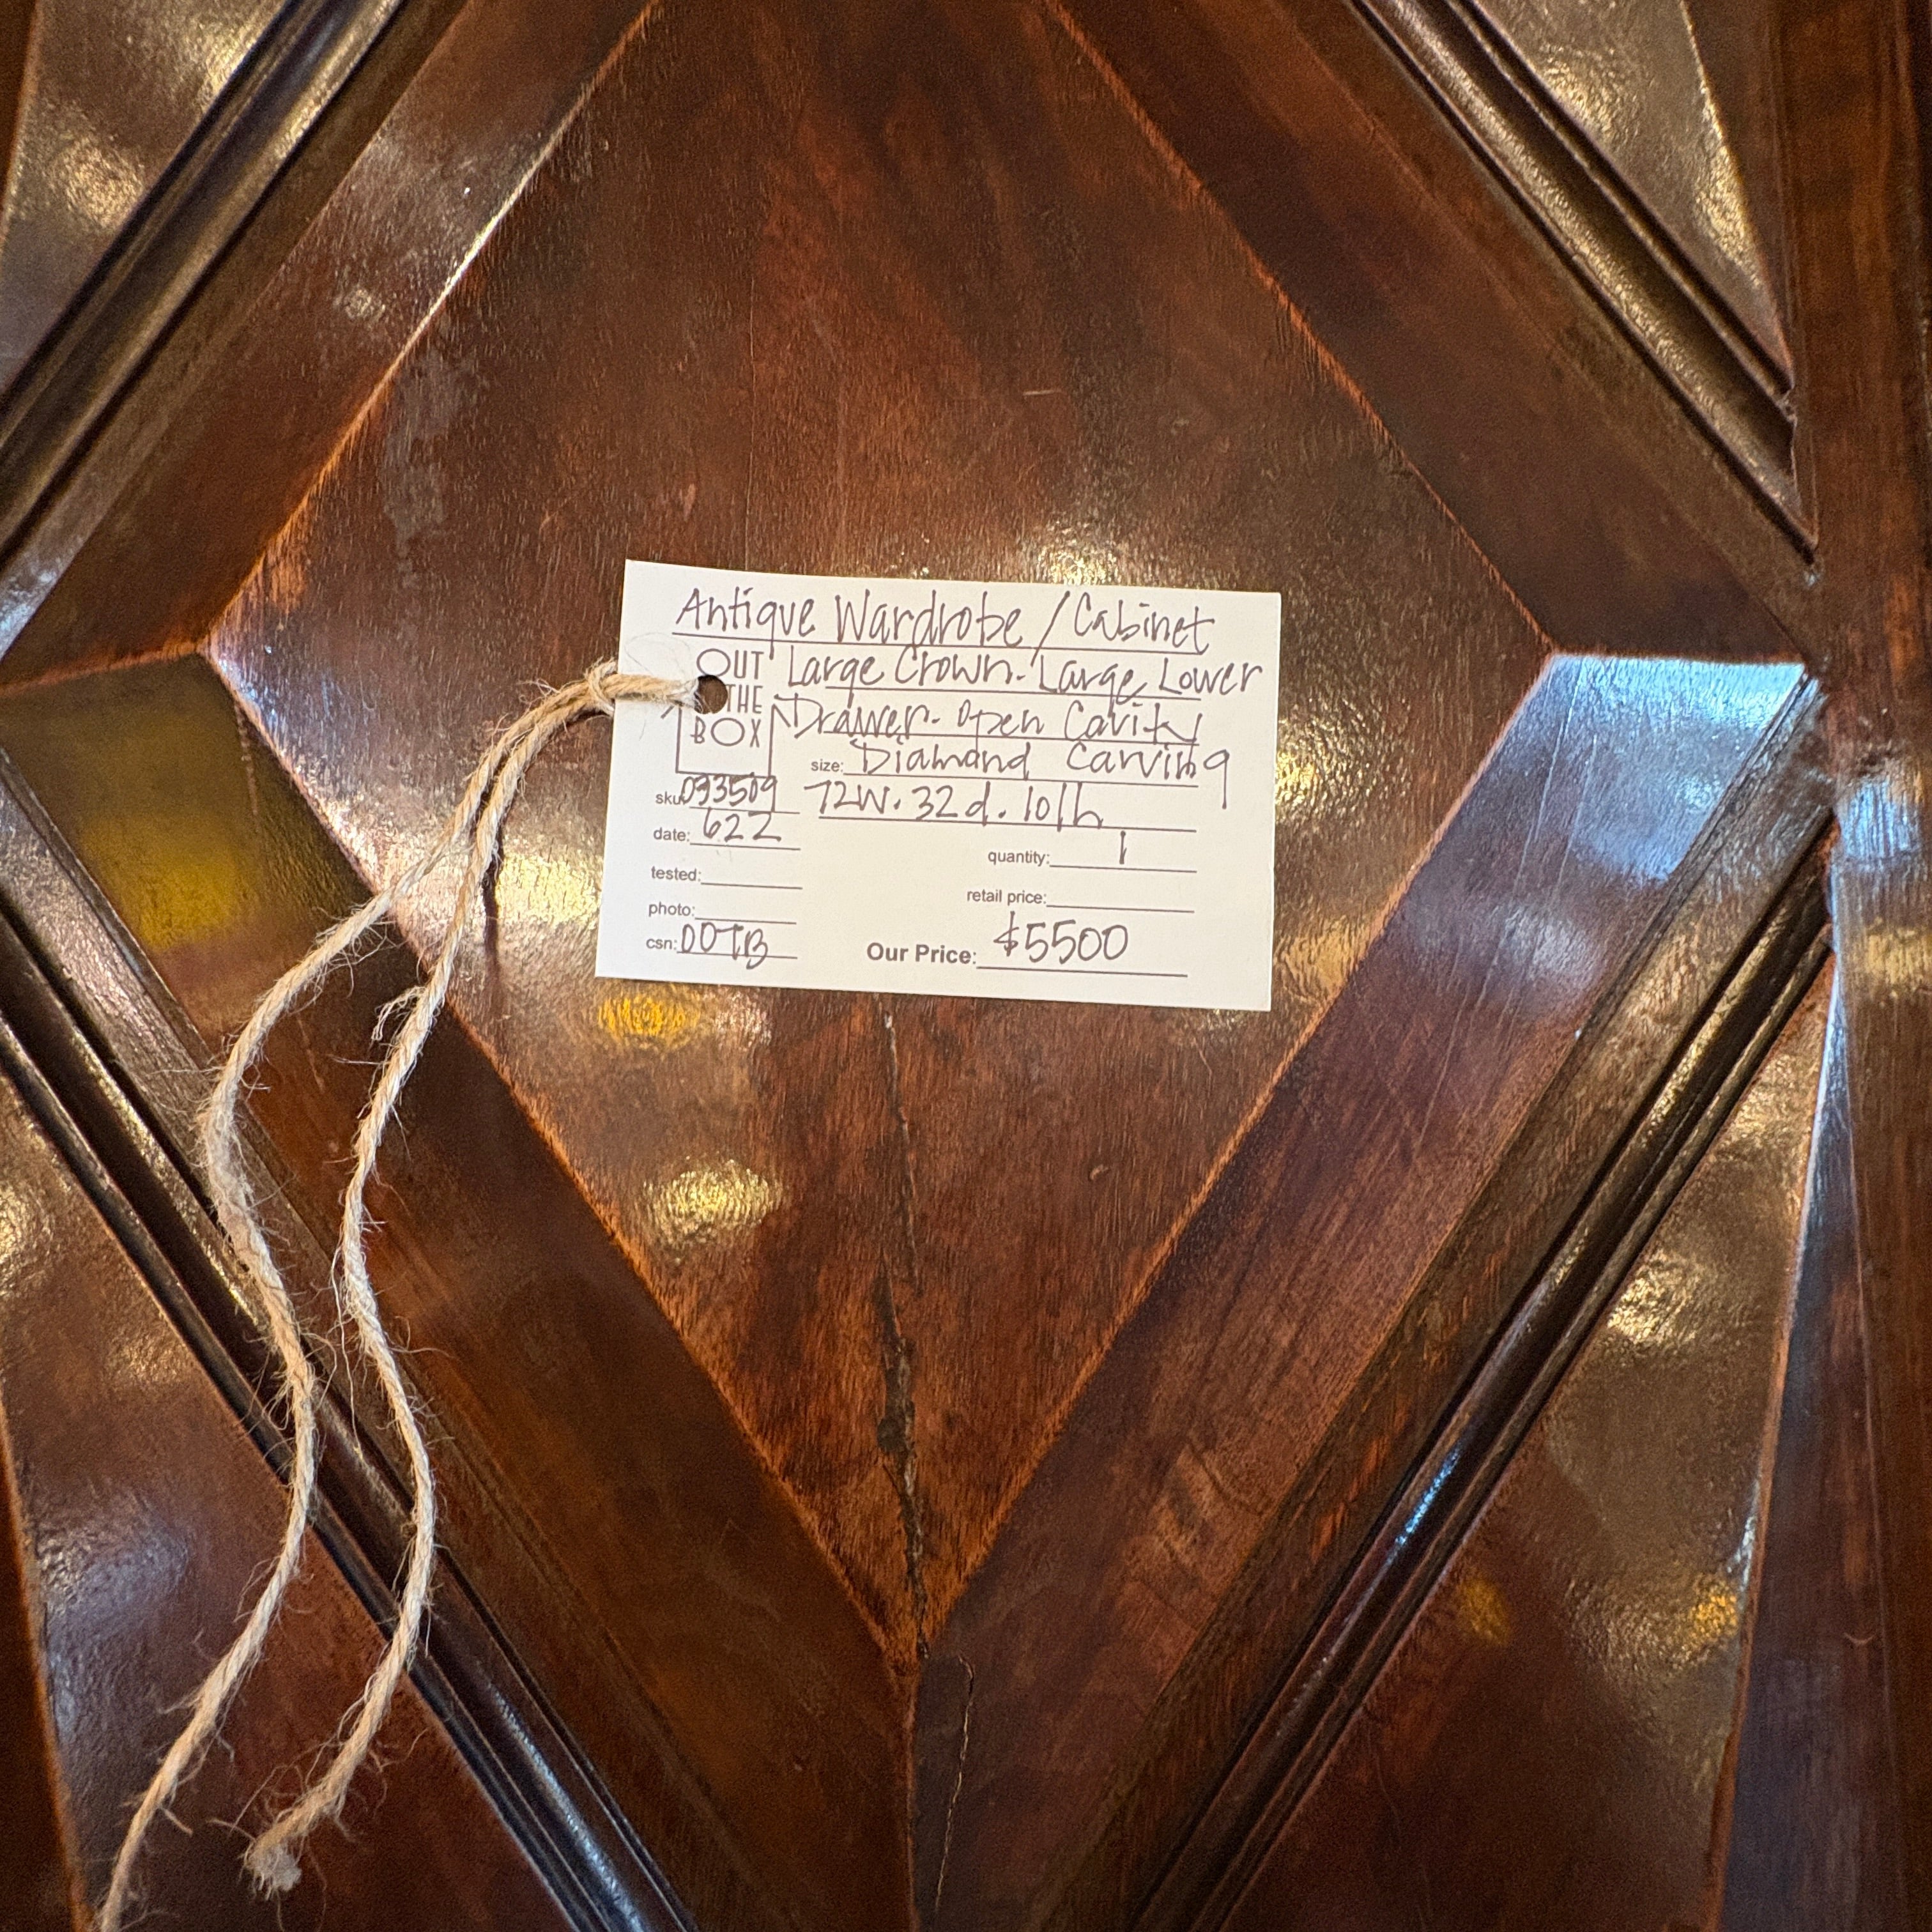 Antique Wardrobe / Cabinet
OUT
THE
BOX
Large Crown. Large Lower
Drawer. Open Cavity
size: Diamond Carving
sku: 033509
72W. 32d. 101h
date: 622
quantity: 1
tested:
retail price:
photo:
csn: OOTB
Our Price: $5500